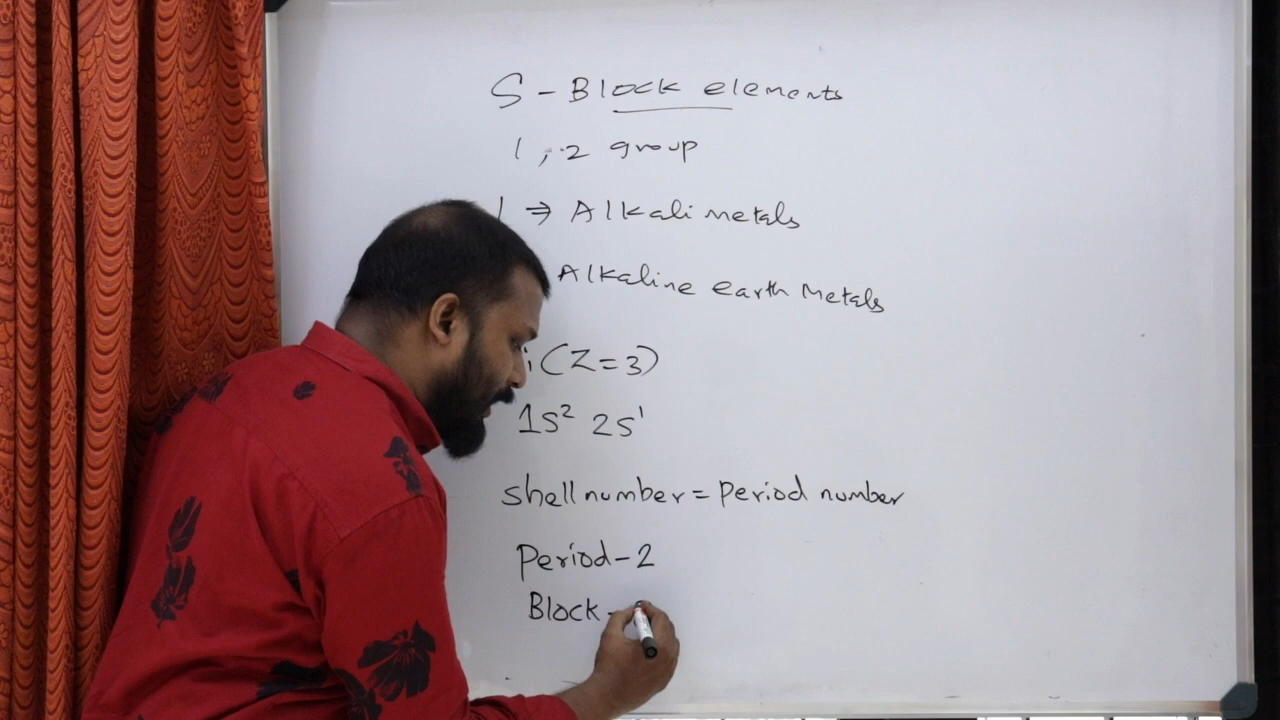 S - Block elements
1, 2 group
1 ⇒ Alkali metals
Alkaline earth Metals
i (Z=3)
1s² 2s¹
shell number = Period number
Period - 2
Block -